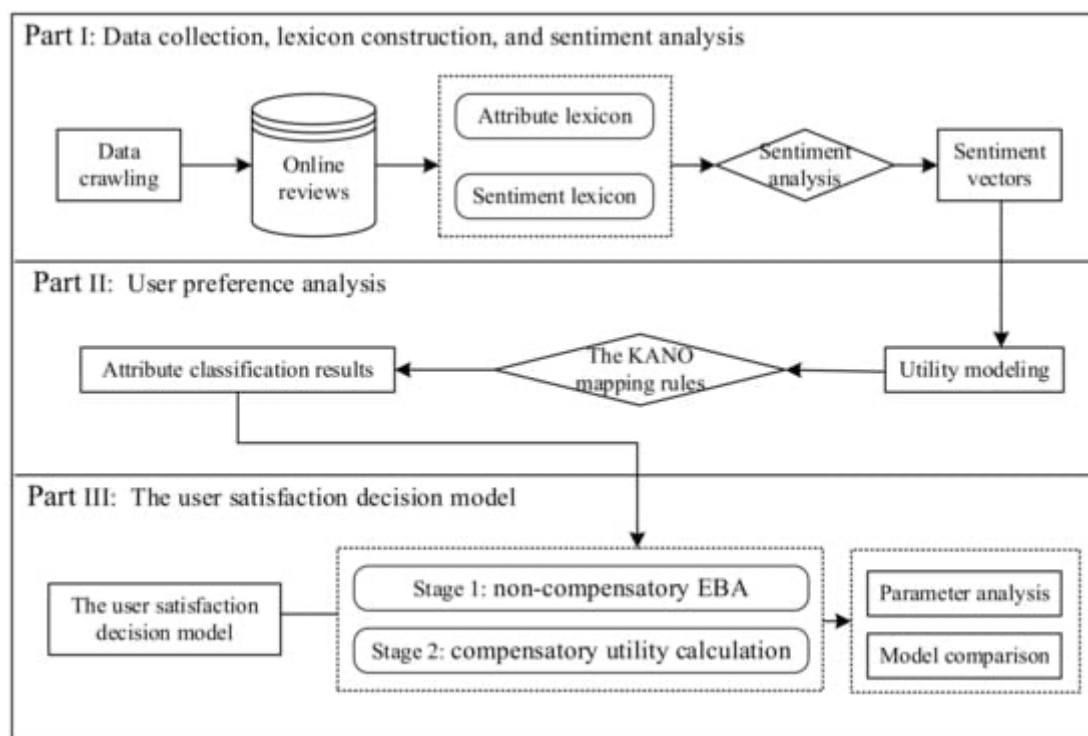 Part I: Data collection, lexicon construction, and sentiment analysis
Data
crawling
Online
reviews
Attribute lexicon
Sentiment lexicon
Sentiment
analysis
Sentiment
vectors
Part II: User preference analysis
Attribute classification results
The KANO
mapping rules
Utility modeling
Part III: The user satisfaction decision model
The user satisfaction
decision model
Stage 1: non-compensatory EBA
Stage 2: compensatory utility calculation
Parameter analysis
Model comparison